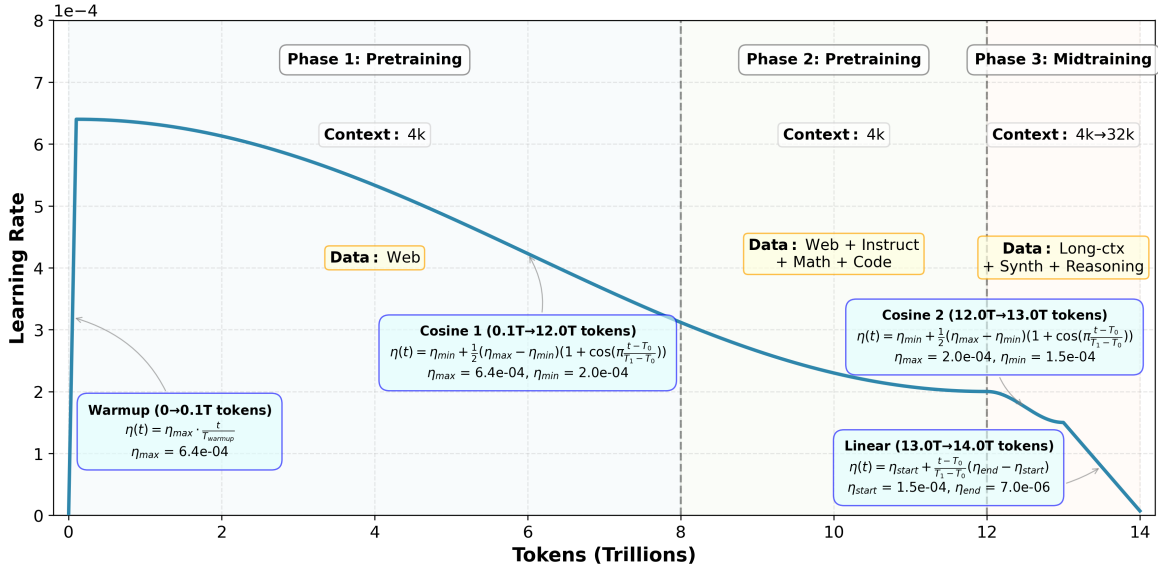 1e−4
8
7
6
5
4
3
2
1
0
Learning Rate
Phase 1: Pretraining
Phase 2: Pretraining
Phase 3: Midtraining
Context: 4k
Context: 4k
Context: 4k→32k
Data: Web
Data: Web + Instruct
+ Math + Code
Data: Long-ctx
+ Synth + Reasoning
Warmup (0→0.1T tokens)
η(t) = η_max · t/T_warmup
η_max = 6.4e-04
Cosine 1 (0.1T→12.0T tokens)
η(t) = η_min + 1/2(η_max − η_min)(1 + cos(π t−T_0/T_1−T_0))
η_max = 6.4e-04, η_min = 2.0e-04
Cosine 2 (12.0T→13.0T tokens)
η(t) = η_min + 1/2(η_max − η_min)(1 + cos(π t−T_0/T_1−T_0))
η_max = 2.0e-04, η_min = 1.5e-04
Linear (13.0T→14.0T tokens)
η(t) = η_start + t−T_0/T_1−T_0(η_end − η_start)
η_start = 1.5e-04, η_end = 7.0e-06
0 2 4 6 8 10 12 14
Tokens (Trillions)